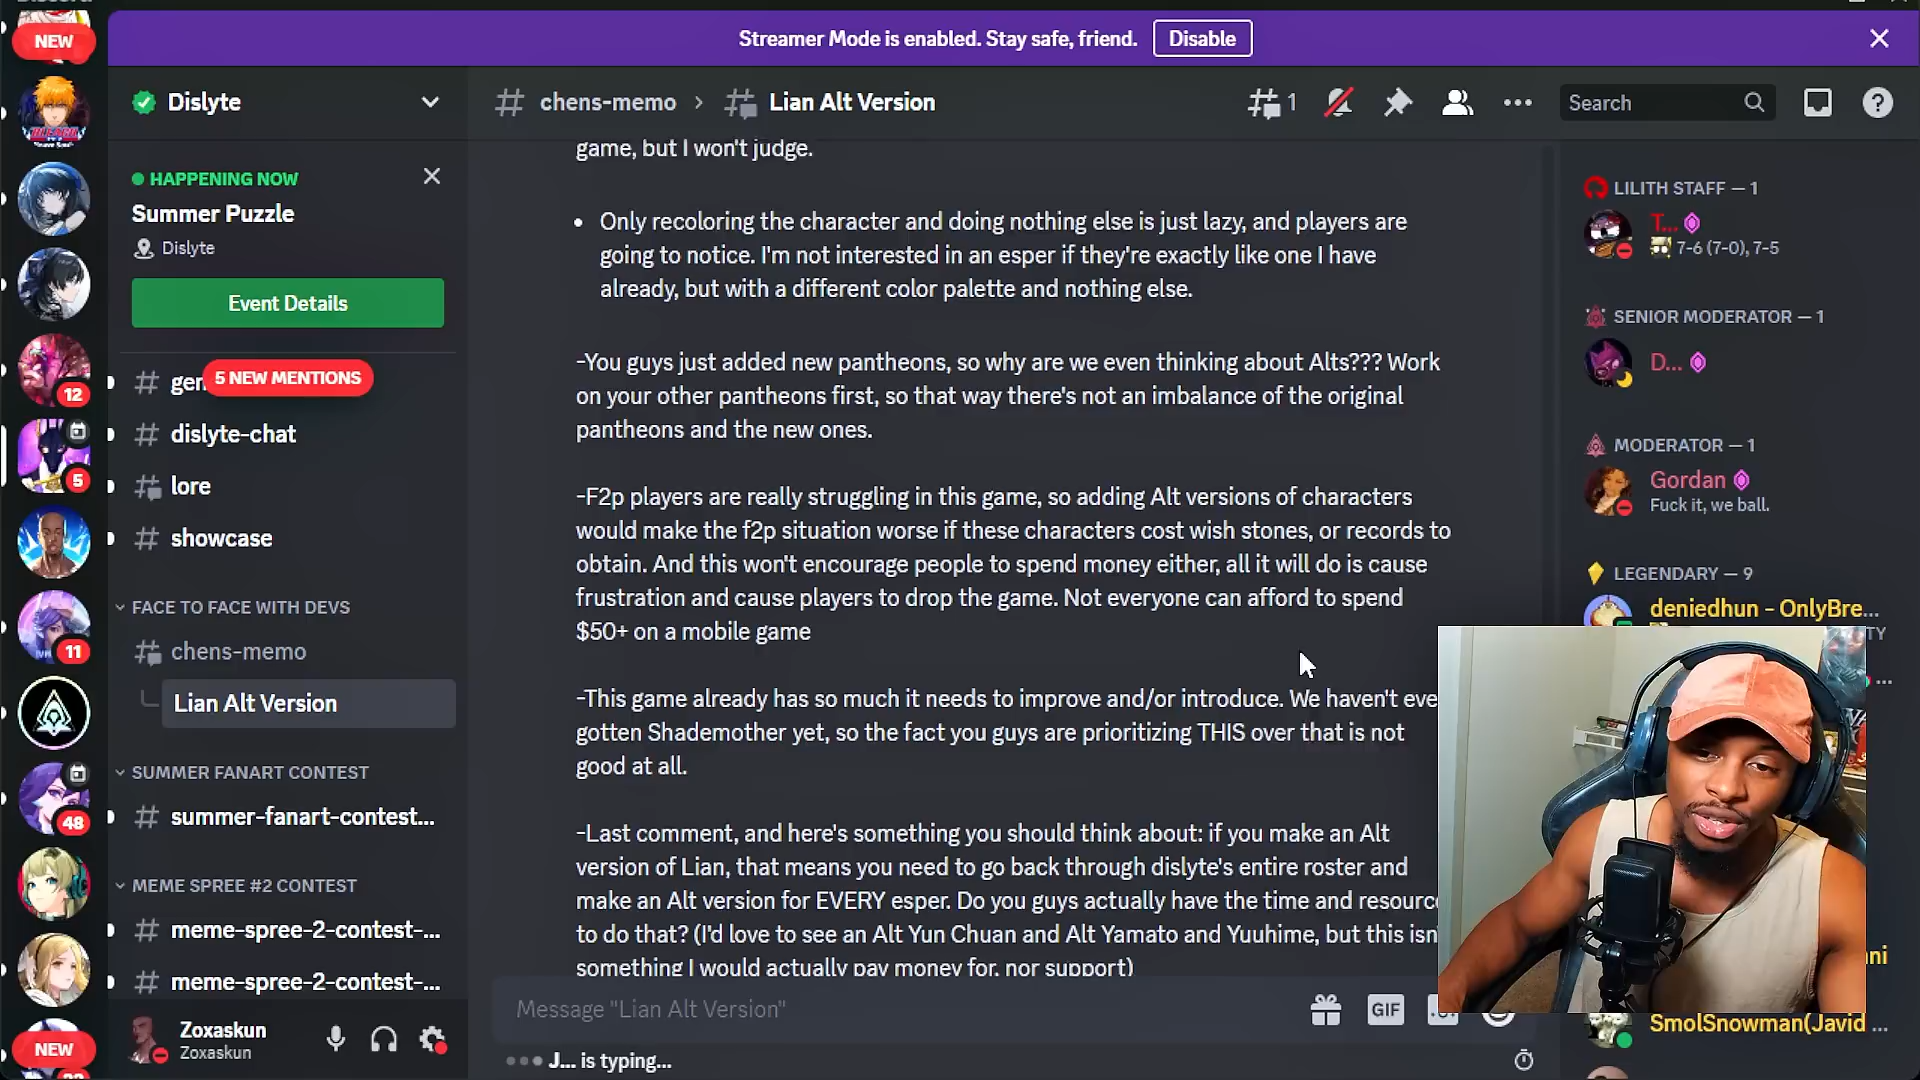 NEW
Streamer Mode is enabled. Stay safe, friend.
Disable
Dislyte
chens-memo
Lian Alt Version
1
Search
HAPPENING NOW
Summer Puzzle
Dislyte
Event Details
gen
5 NEW MENTIONS
dislyte-chat
lore
showcase
FACE TO FACE WITH DEVS
chens-memo
Lian Alt Version
SUMMER FANART CONTEST
summer-fanart-contest...
MEME SPREE #2 CONTEST
meme-spree-2-contest-...
meme-spree-2-contest-...
Zoxaskun
Zoxaskun
BLEACH
12
5
11
48
NEW
game, but I won't judge.
• Only recoloring the character and doing nothing else is just lazy, and players are
going to notice. I'm not interested in an esper if they're exactly like one I have
already, but with a different color palette and nothing else.
-You guys just added new pantheons, so why are we even thinking about Alts??? Work
on your other pantheons first, so that way there's not an imbalance of the original
pantheons and the new ones.
-F2p players are really struggling in this game, so adding Alt versions of characters
would make the f2p situation worse if these characters cost wish stones, or records to
obtain. And this won't encourage people to spend money either, all it will do is cause
frustration and cause players to drop the game. Not everyone can afford to spend
$50+ on a mobile game
-This game already has so much it needs to improve and/or introduce. We haven't eve
gotten Shademother yet, so the fact you guys are prioritizing THIS over that is not
good at all.
-Last comment, and here's something you should think about: if you make an Alt
version of Lian, that means you need to go back through dislyte's entire roster and
make an Alt version for EVERY esper. Do you guys actually have the time and resourc
to do that? (I'd love to see an Alt Yun Chuan and Alt Yamato and Yuuhime, but this isn'
something I would actually pay money for, nor support)
Message "Lian Alt Version"
GIF
J... is typing...
LILITH STAFF — 1
T...
7-6 (7-0), 7-5
SENIOR MODERATOR — 1
D...
MODERATOR — 1
Gordan
Fuck it, we ball.
LEGENDARY — 9
deniedhun - OnlyBre...
TY
...
ni
SmolSnowman(Javid ...